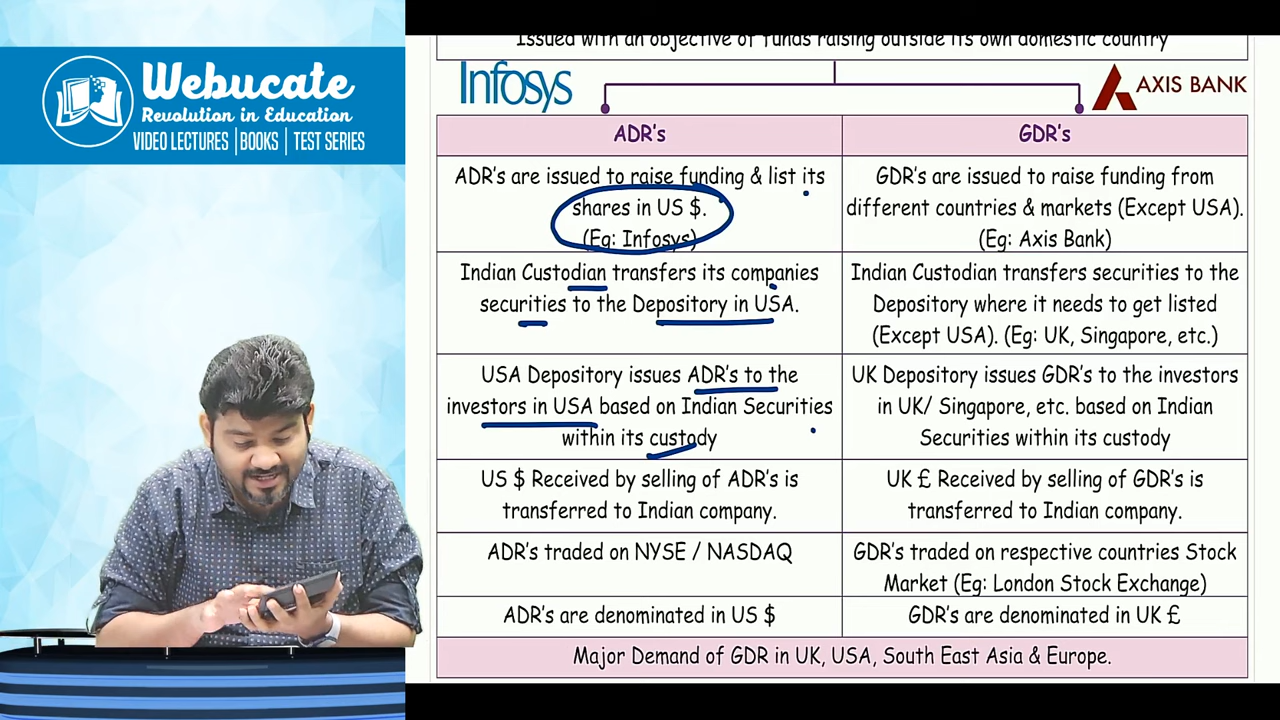 Webucate
Revolution in Education
VIDEO LECTURES | BOOKS | TEST SERIES
Issued with an objective of funds raising outside its own domestic country
Infosys
AXIS BANK
ADR's
GDR's
ADR's are issued to raise funding & list its
shares in US $.
(Eg: Infosys)
GDR's are issued to raise funding from
different countries & markets (Except USA).
(Eg: Axis Bank)
Indian Custodian transfers its companies
securities to the Depository in USA.
Indian Custodian transfers securities to the
Depository where it needs to get listed
(Except USA). (Eg: UK, Singapore, etc.)
USA Depository issues ADR's to the
investors in USA based on Indian Securities
within its custody
UK Depository issues GDR's to the investors
in UK/ Singapore, etc. based on Indian
Securities within its custody
US $ Received by selling of ADR's is
transferred to Indian company.
UK £ Received by selling of GDR's is
transferred to Indian company.
ADR's traded on NYSE / NASDAQ
GDR's traded on respective countries Stock
Market (Eg: London Stock Exchange)
ADR's are denominated in US $
GDR's are denominated in UK £
Major Demand of GDR in UK, USA, South East Asia & Europe.